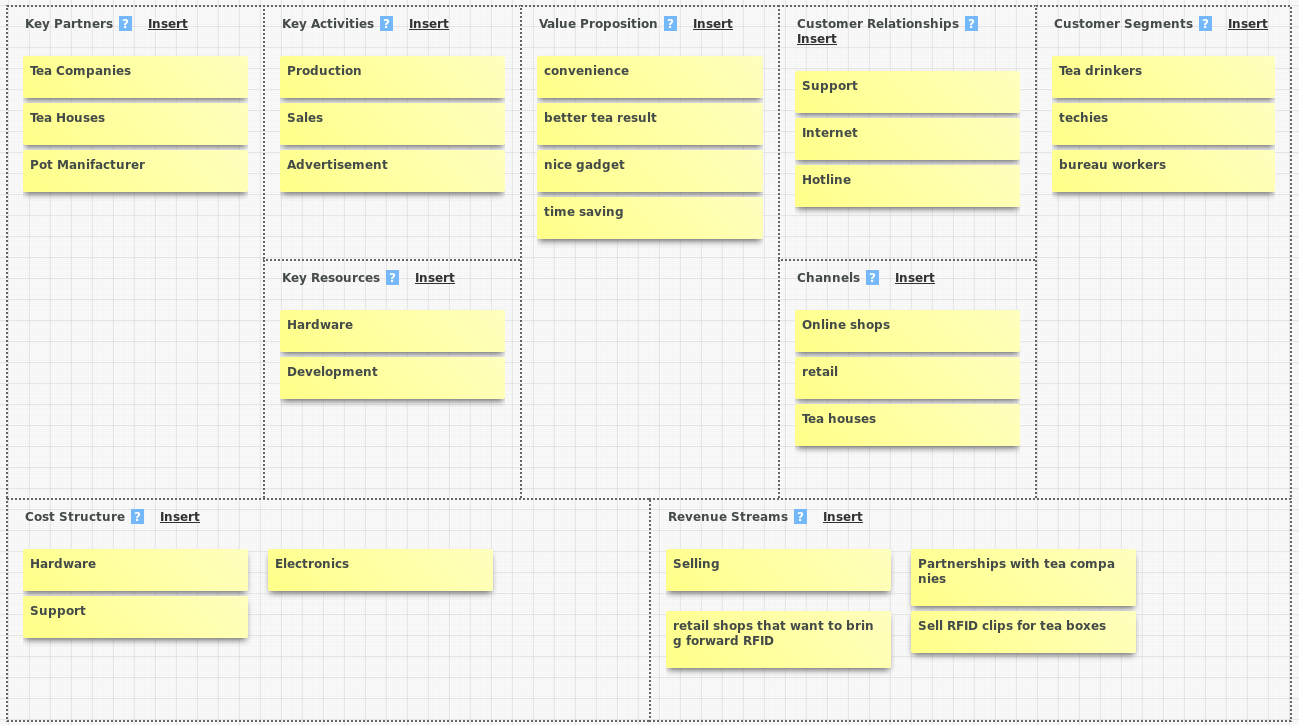 Key Partners ? Insert
Tea Companies
Tea Houses
Pot Manifacturer
Key Activities ? Insert
Production
Sales
Advertisement
Key Resources ? Insert
Hardware
Development
Value Proposition ? Insert
convenience
better tea result
nice gadget
time saving
Customer Relationships ?
Insert
Support
Internet
Hotline
Channels ? Insert
Online shops
retail
Tea houses
Customer Segments ? Insert
Tea drinkers
techies
bureau workers
Cost Structure ? Insert
Hardware
Electronics
Support
Revenue Streams ? Insert
Selling
Partnerships with tea compa
nies
retail shops that want to brin
g forward RFID
Sell RFID clips for tea boxes